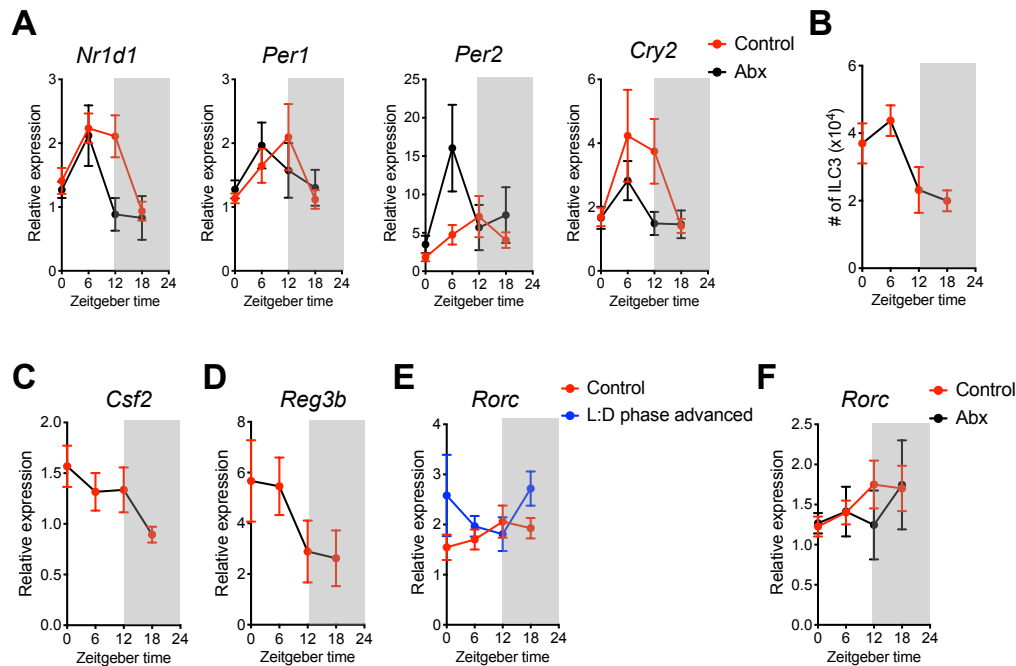 A
Nr1d1
Per1
Per2
Cry2
Control
Abx
B
Relative expression
3
2
1
0
0 6 12 18 24
Zeitgeber time
Relative expression
3
2
1
0
0 6 12 18 24
Zeitgeber time
Relative expression
25
20
15
10
5
0
0 6 12 18 24
Zeitgeber time
Relative expression
6
4
2
0
0 6 12 18 24
Zeitgeber time
# of ILC3 (x10⁴)
6
4
2
0
0 6 12 18 24
Zeitgeber time
C
Csf2
Relative expression
2.0
1.5
1.0
0.5
0.0
0 6 12 18 24
Zeitgeber time
D
Reg3b
Relative expression
8
6
4
2
0
0 6 12 18 24
Zeitgeber time
E
Rorc
Control
L:D phase advanced
Relative expression
4
3
2
1
0
0 6 12 18 24
Zeitgeber time
F
Rorc
Control
Abx
Relative expression
2.5
2.0
1.5
1.0
0.5
0.0
0 6 12 18 24
Zeitgeber time